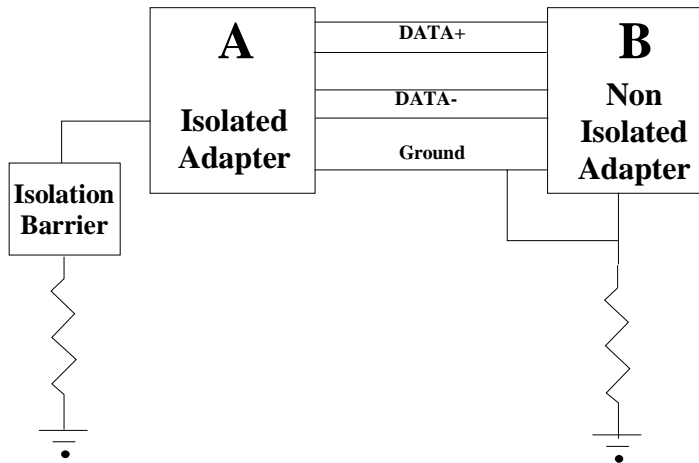 A
Isolated
Adapter
DATA+
DATA-
Ground
B
Non
Isolated
Adapter
Isolation
Barrier